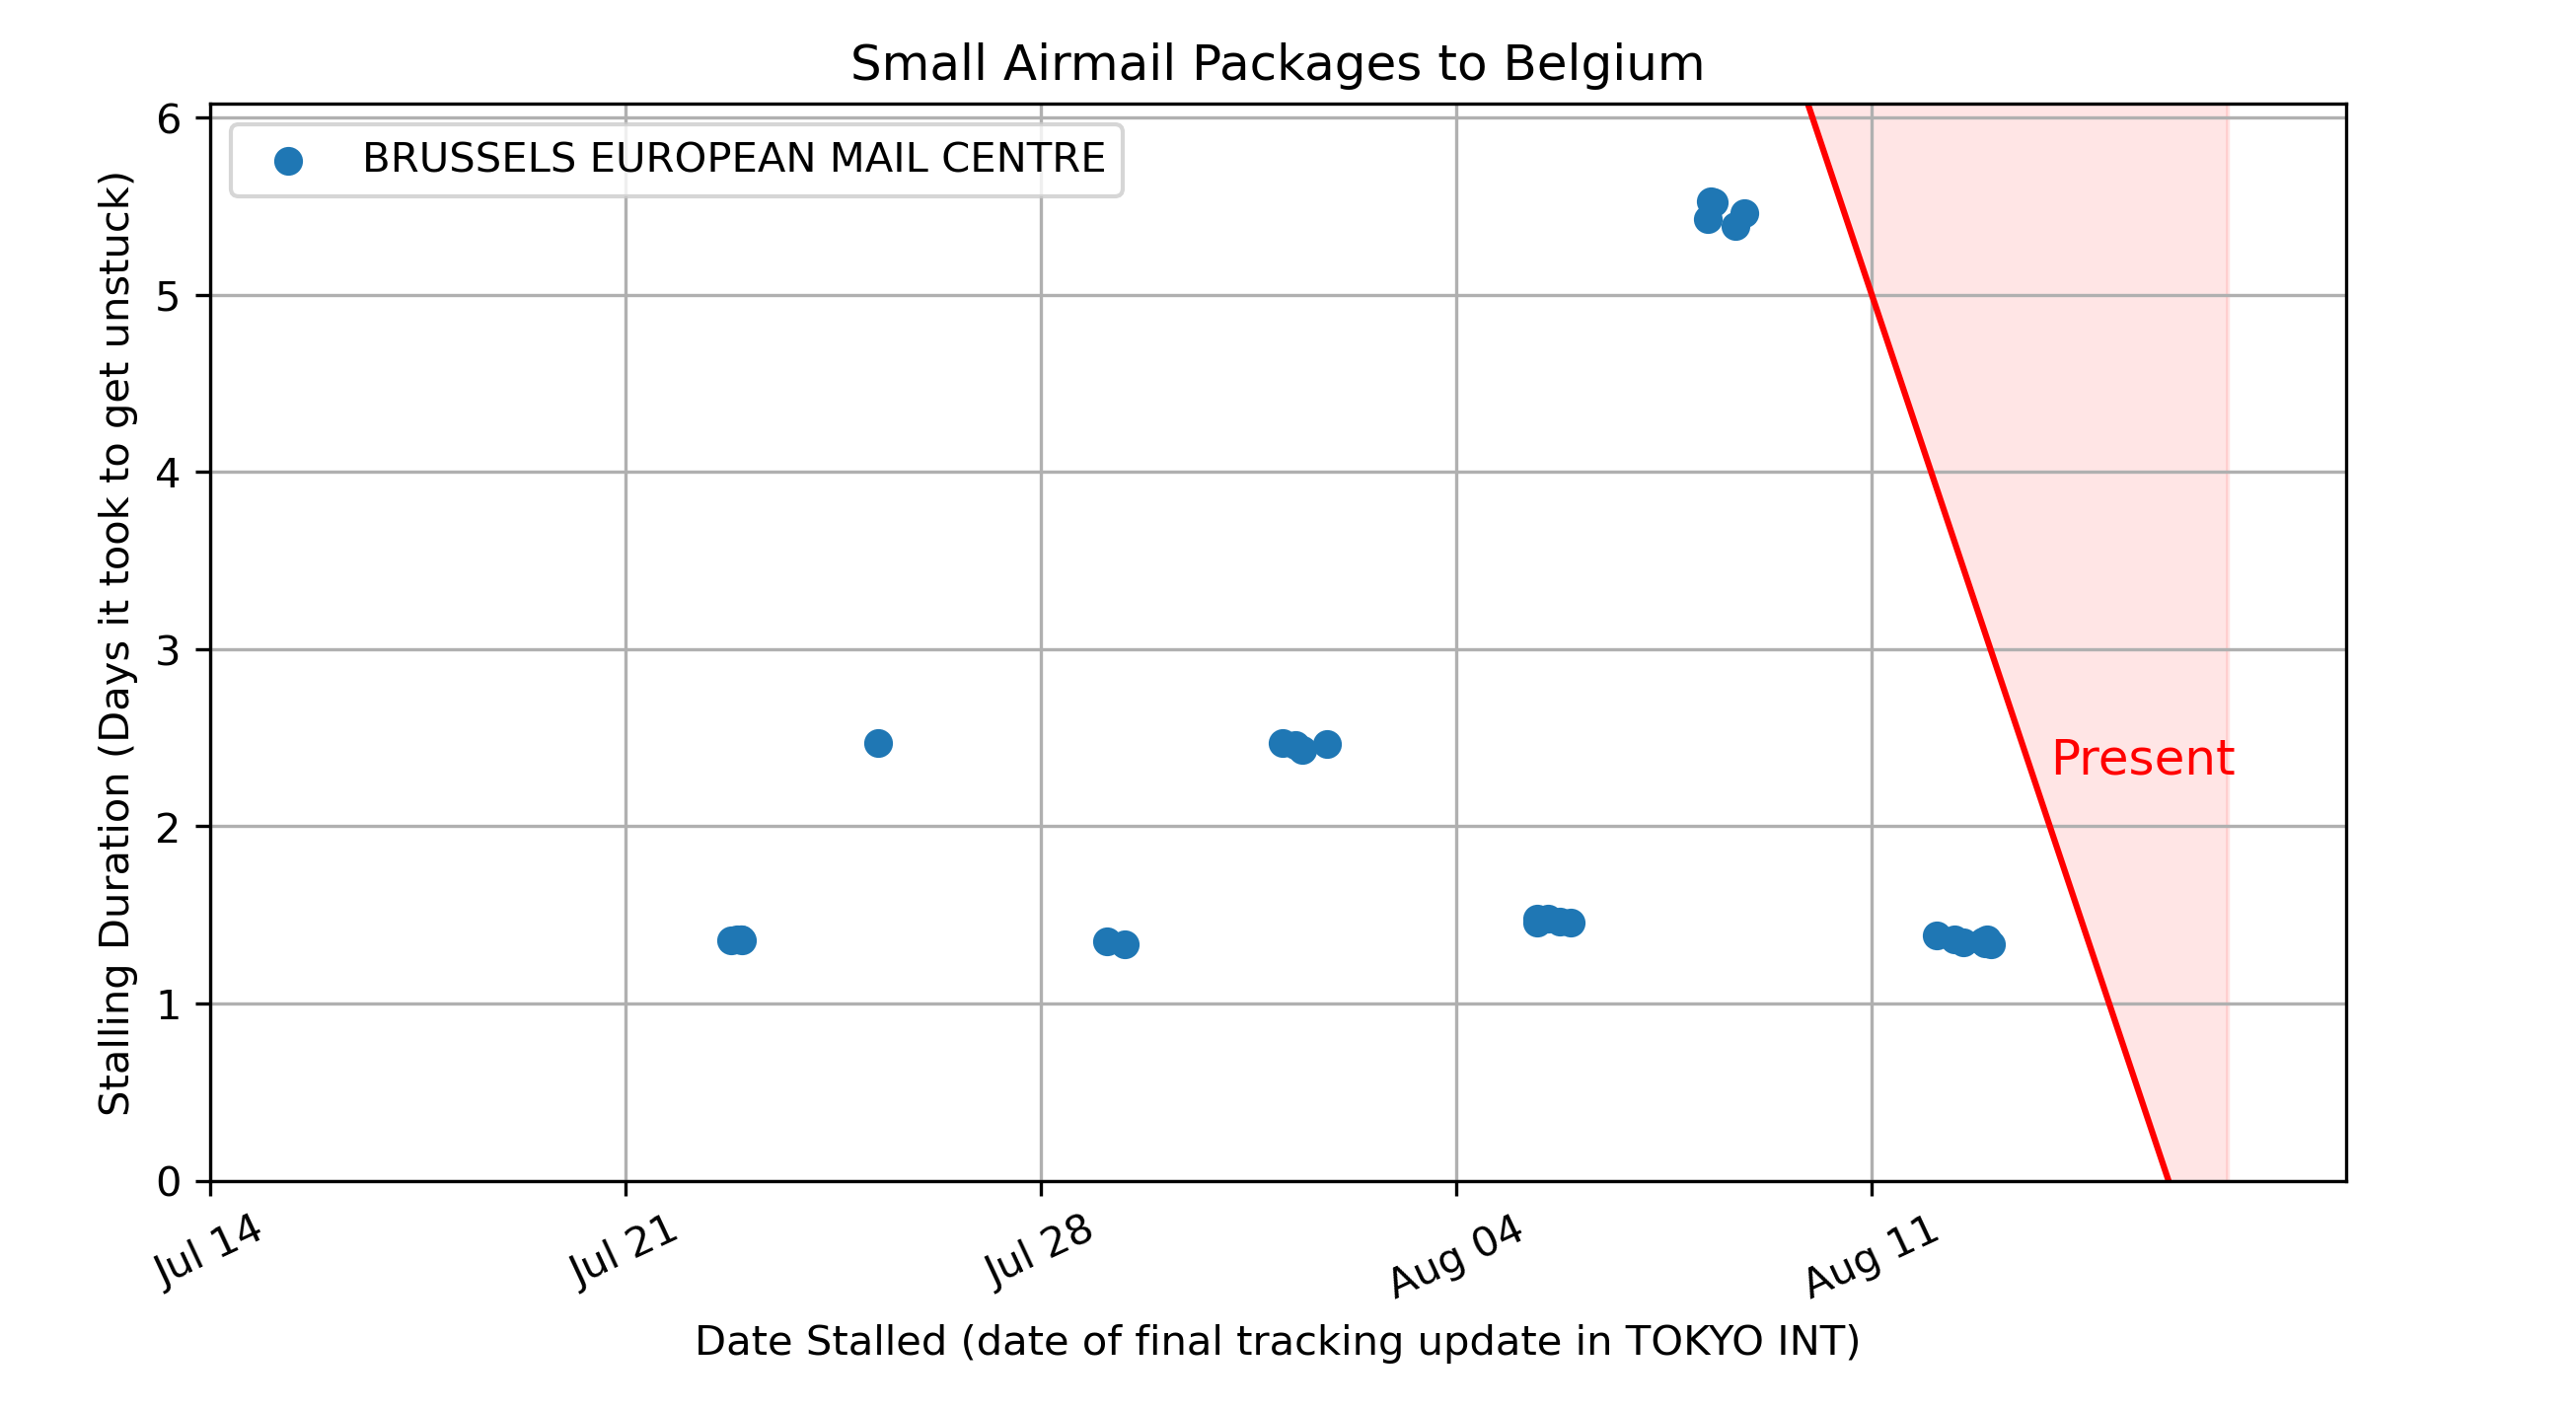 Small Airmail Packages to Belgium
BRUSSELS EUROPEAN MAIL CENTRE
Stalling Duration (Days it took to get unstuck)
6
5
4
3
2
1
0
Present
Jul 14
Jul 21
Jul 28
Aug 04
Aug 11
Date Stalled (date of final tracking update in TOKYO INT)